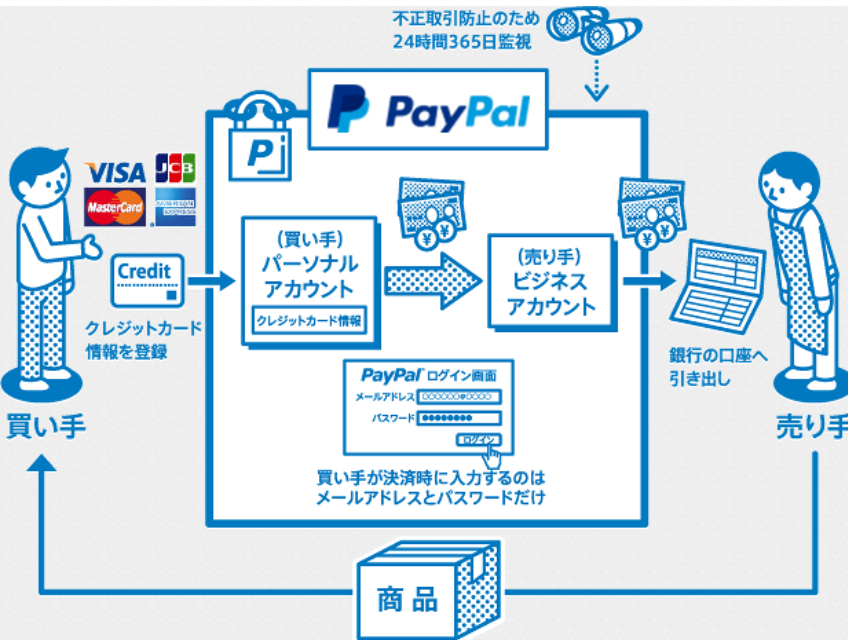 不正取引防止のため
24時間365日監視
PayPal
P
VISA
JCB
MasterCard
AMERICAN
EXPRESS
Credit
クレジットカード
情報を登録
買い手
(買い手)
パーソナル
アカウント
クレジットカード情報
¥ ¥
(売り手)
ビジネス
アカウント
¥ ¥
銀行の口座へ
引き出し
売り手
PayPal ログイン画面
メールアドレス ○○○○○○@○○○○
パスワード ●●●●●●●●
ログイン
買い手が決済時に入力するのは
メールアドレスとパスワードだけ
商品